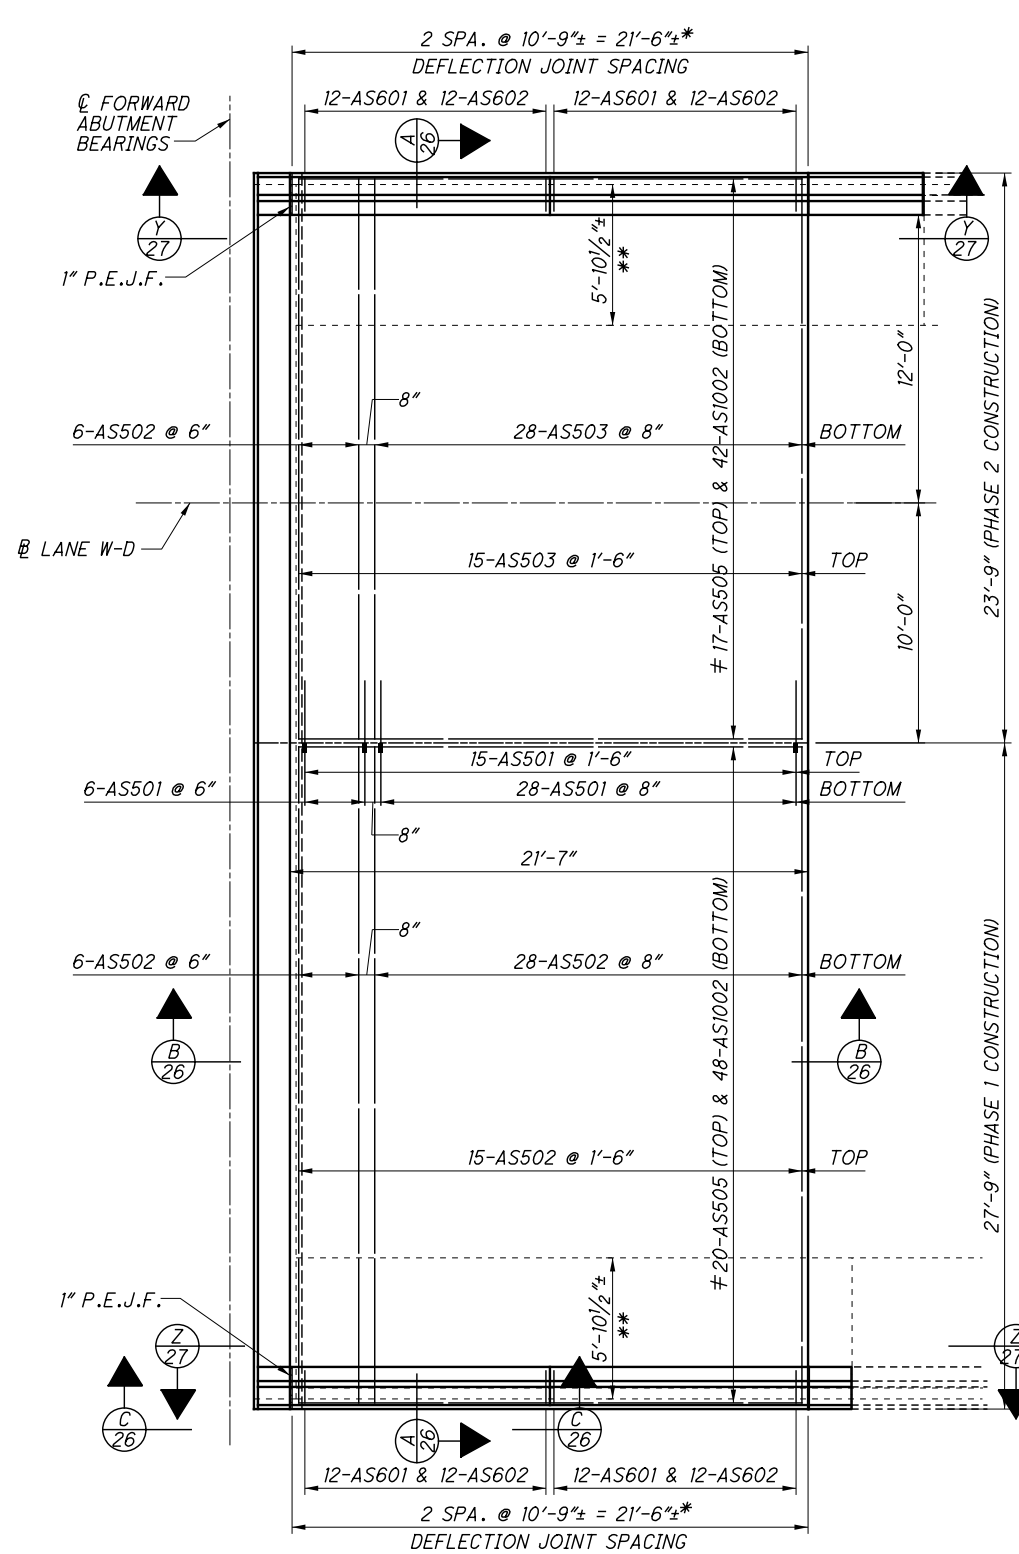 2 SPA. @ 10'-9"± = 21'-6"±*
DEFLECTION JOINT SPACING
12-AS601 & 12-AS602
12-AS601 & 12-AS602
℄ FORWARD
ABUTMENT
BEARINGS
A
26
Y
27
Y
27
1" P.E.J.F.
5'-10½"±
**
# 17-AS505 (TOP) & 42-AS1002 (BOTTOM)
12'-0"
23'-9" (PHASE 2 CONSTRUCTION)
8"
6-AS502 @ 6"
28-AS503 @ 8"
BOTTOM
BL LANE W-D
15-AS503 @ 1'-6"
TOP
10'-0"
15-AS501 @ 1'-6"
TOP
6-AS501 @ 6"
28-AS501 @ 8"
BOTTOM
8"
21'-7"
8"
6-AS502 @ 6"
28-AS502 @ 8"
BOTTOM
# 20-AS505 (TOP) & 48-AS1002 (BOTTOM)
27'-9" (PHASE 1 CONSTRUCTION)
B
26
B
26
15-AS502 @ 1'-6"
TOP
5'-10½"±
**
1" P.E.J.F.
Z
27
Z
27
C
26
C
26
A
26
12-AS601 & 12-AS602
12-AS601 & 12-AS602
2 SPA. @ 10'-9"± = 21'-6"±*
DEFLECTION JOINT SPACING